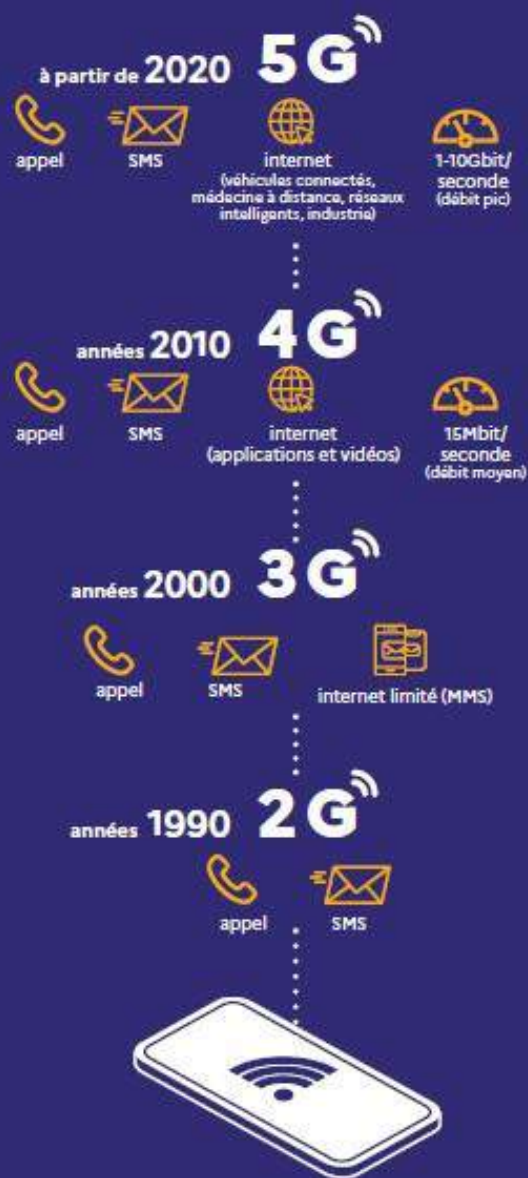 à partir de 2020 5G
appel
SMS
internet
(véhicules connectés,
médecine à distance, réseaux
intelligents, industrie)
1-10Gbit/
seconde
(débit pic)
années 2010 4G
appel
SMS
internet
(applications et vidéos)
15Mbit/
seconde
(débit moyen)
années 2000 3G
appel
SMS
internet limité (MMS)
années 1990 2G
appel
SMS